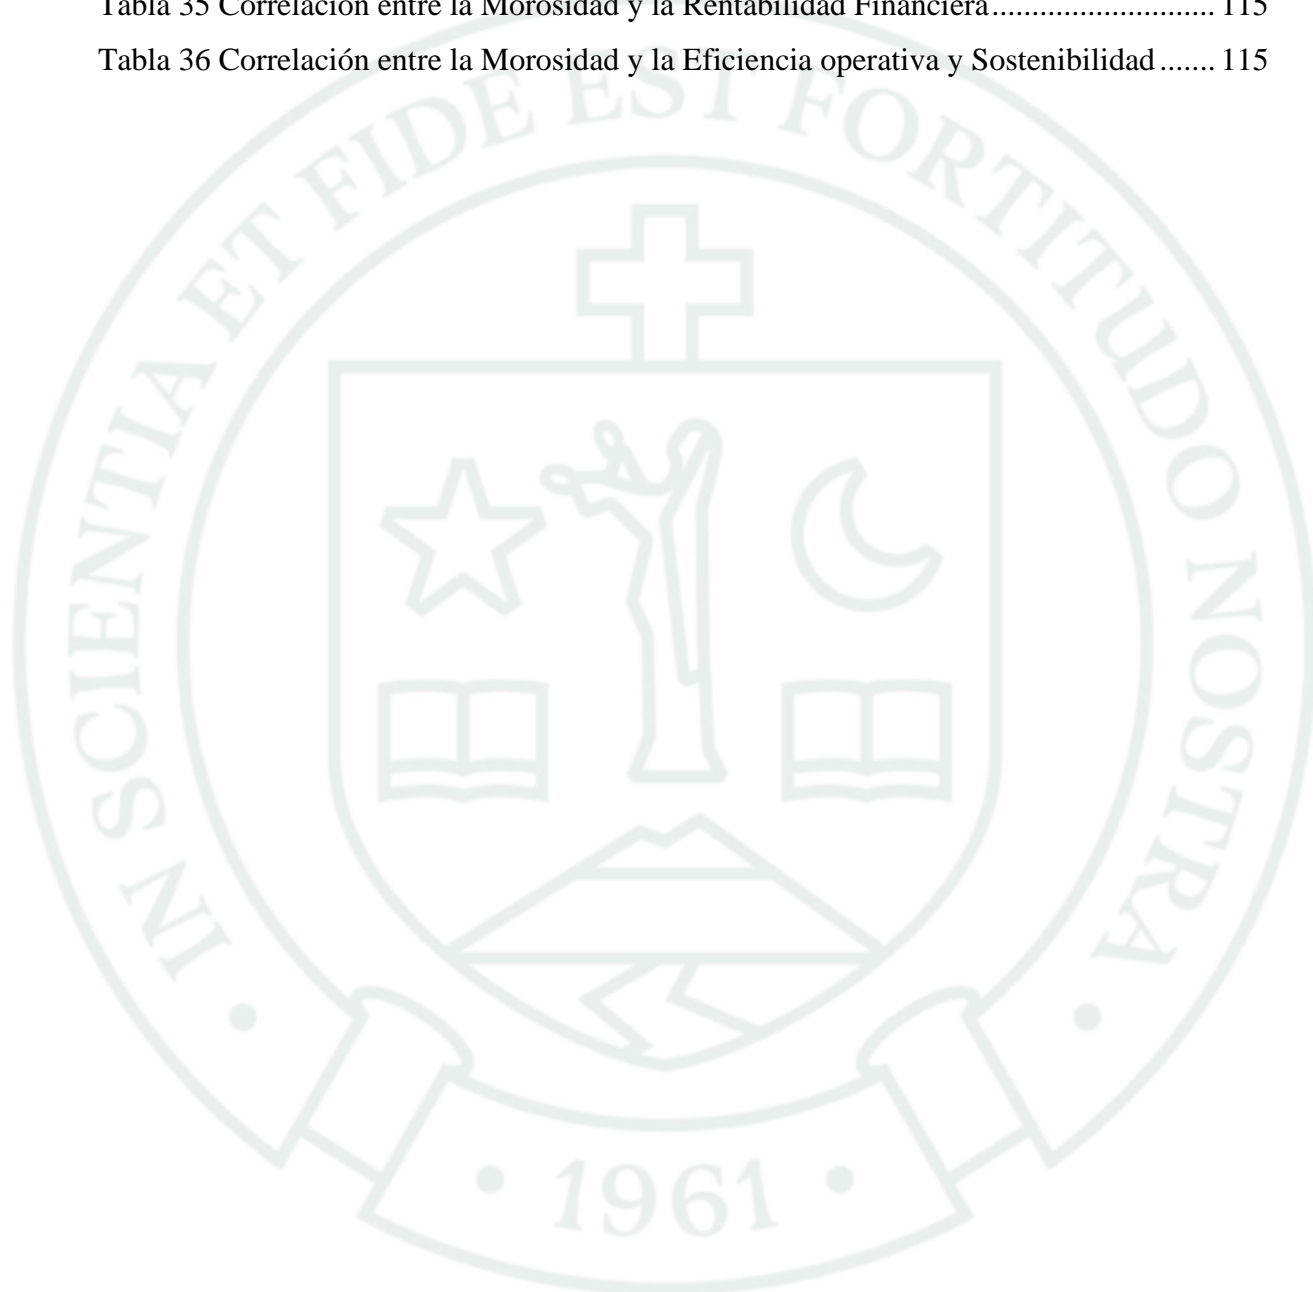 Tabla 35 Correlación entre la Morosidad y la Rentabilidad Financiera............................ 115
Tabla 36 Correlación entre la Morosidad y la Eficiencia operativa y Sostenibilidad....... 115
IN SCIENTIA ET FIDE EST FORTITUDO NOSTRA
• 1961 •